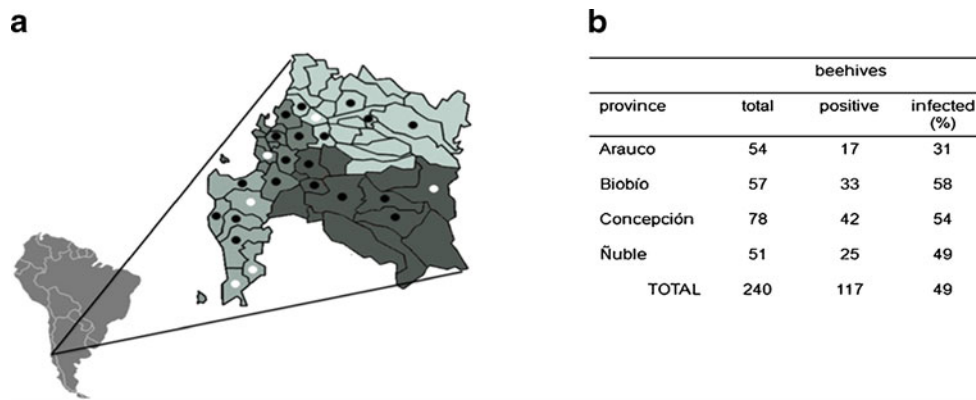 a
b
beehives
province total positive infected (%)
Arauco 54 17 31
Biobío 57 33 58
Concepción 78 42 54
Ñuble 51 25 49
TOTAL 240 117 49